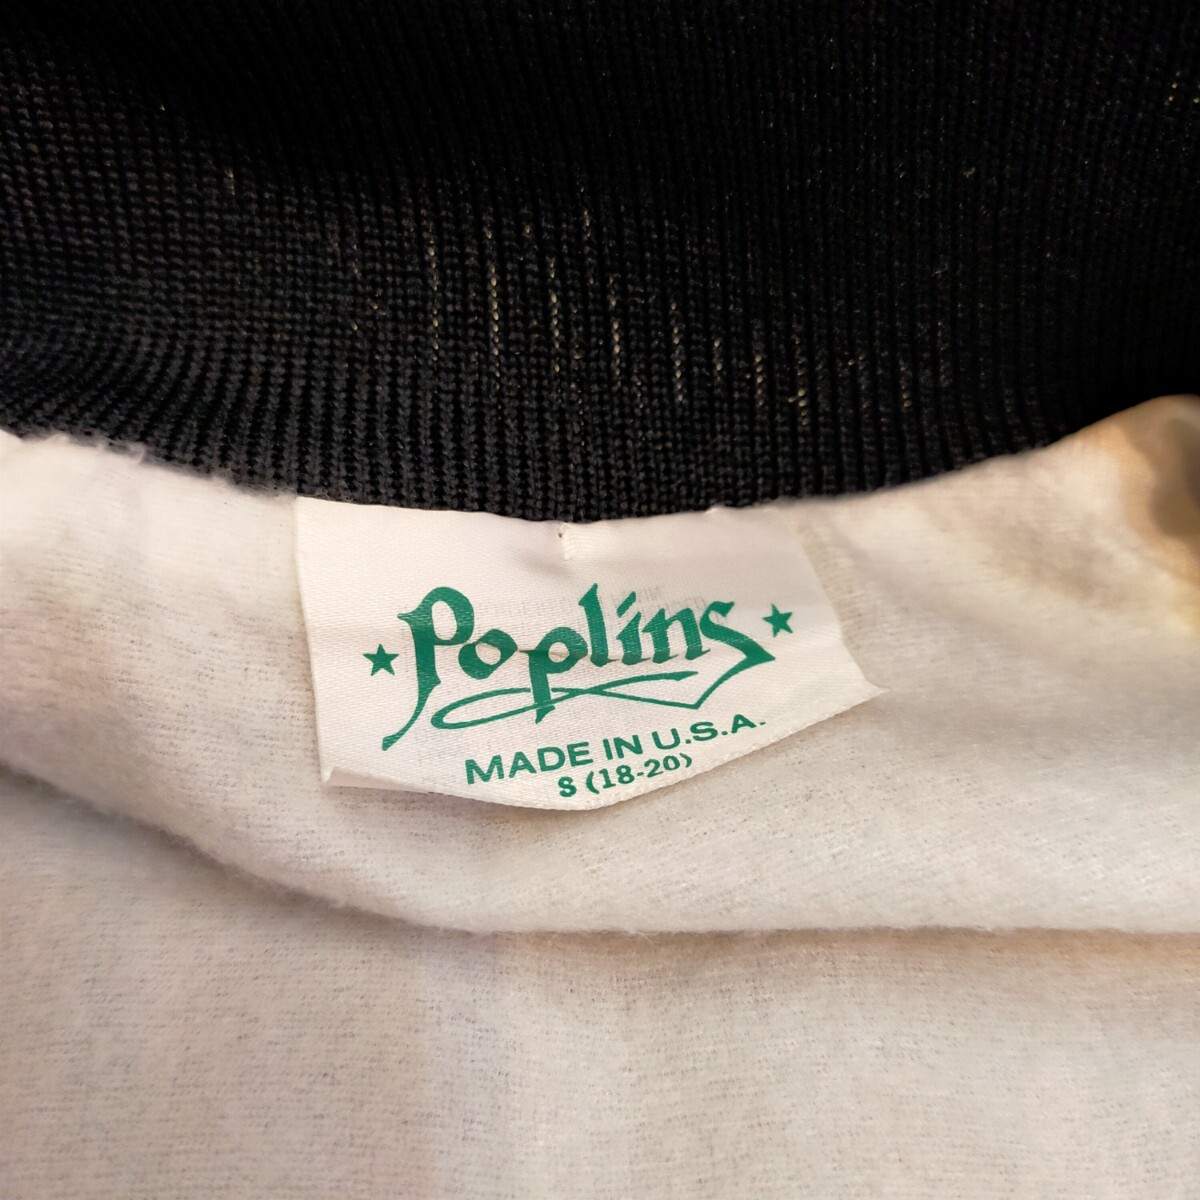 Poplins
MADE IN U.S.A.
S (18-20)